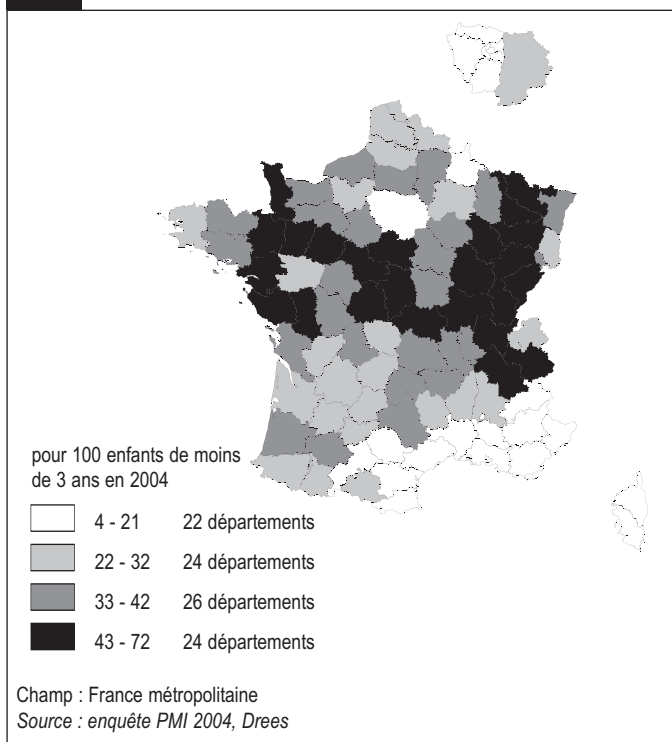 pour 100 enfants de moins
de 3 ans en 2004
4 - 21 22 départements
22 - 32 24 départements
33 - 42 26 départements
43 - 72 24 départements
Champ : France métropolitaine
Source : enquête PMI 2004, Drees